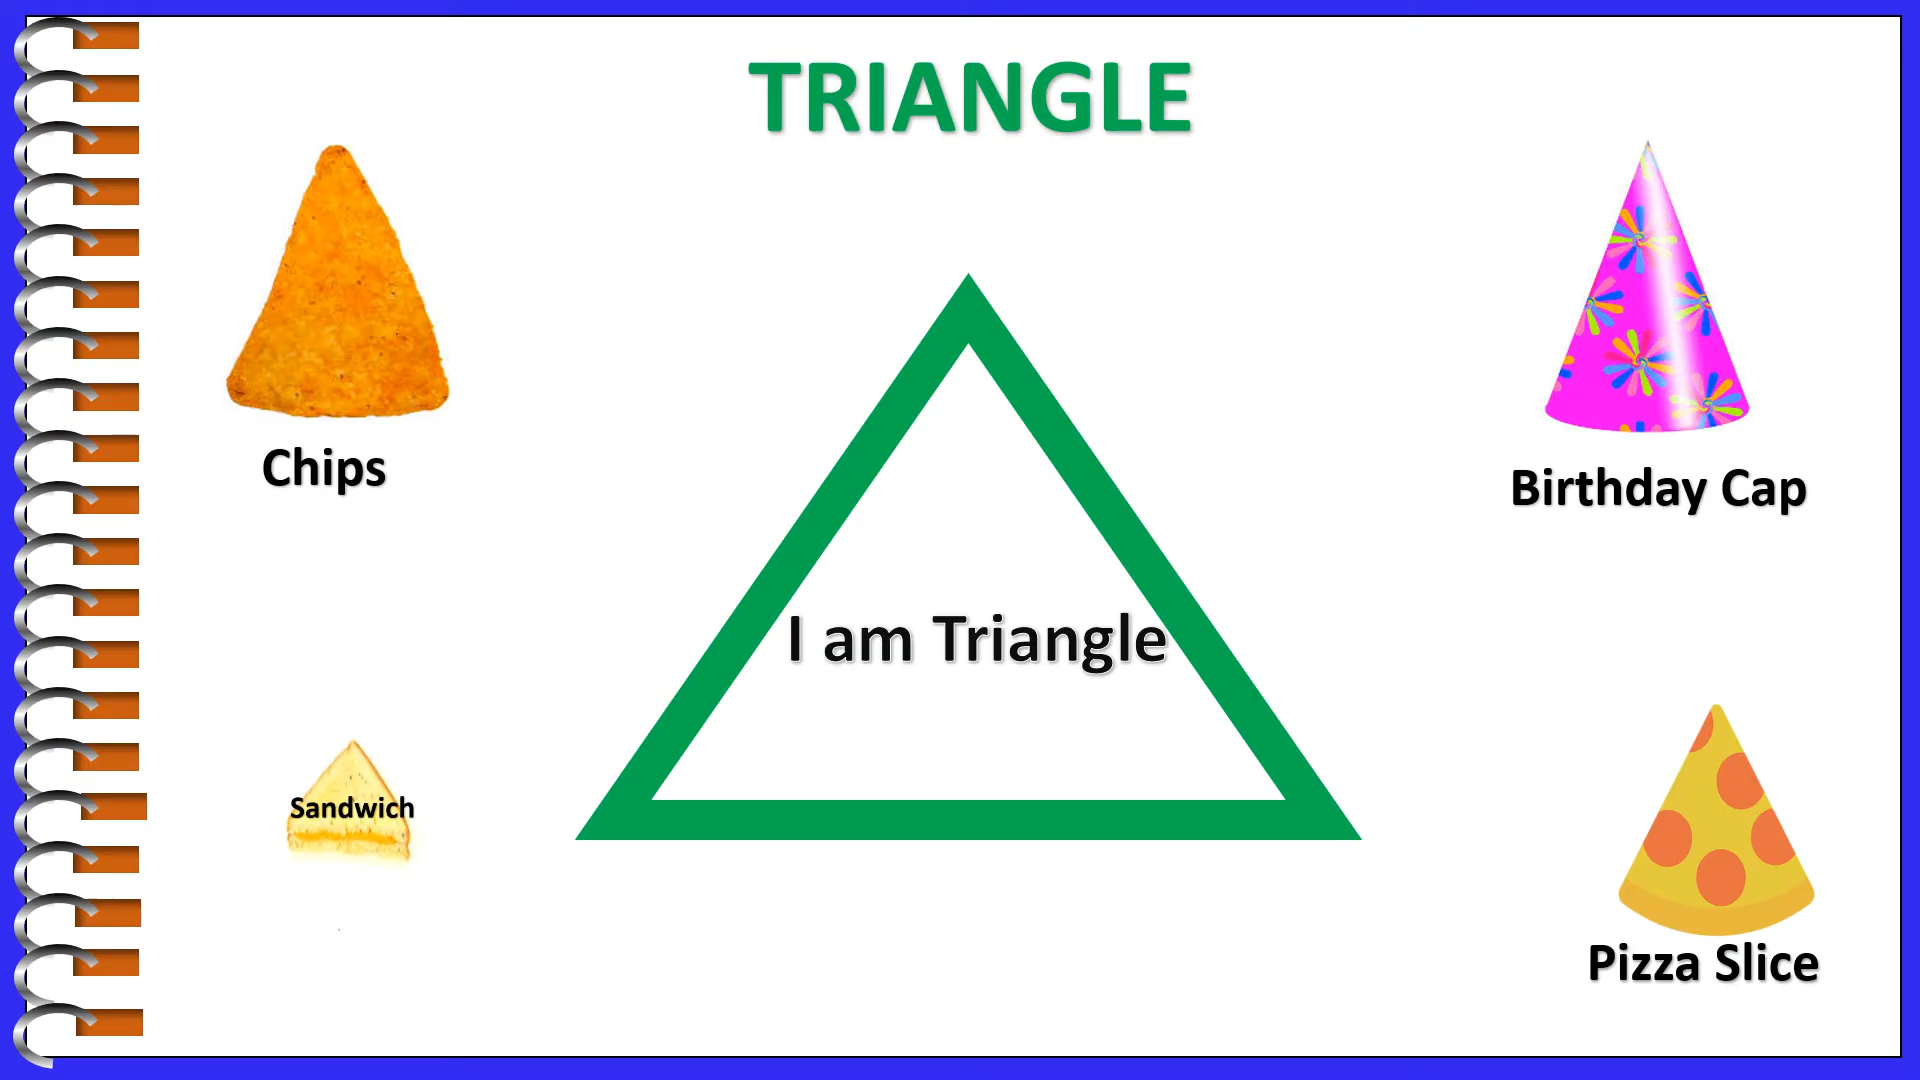 TRIANGLE
Chips
Birthday Cap
I am Triangle
Sandwich
Pizza Slice